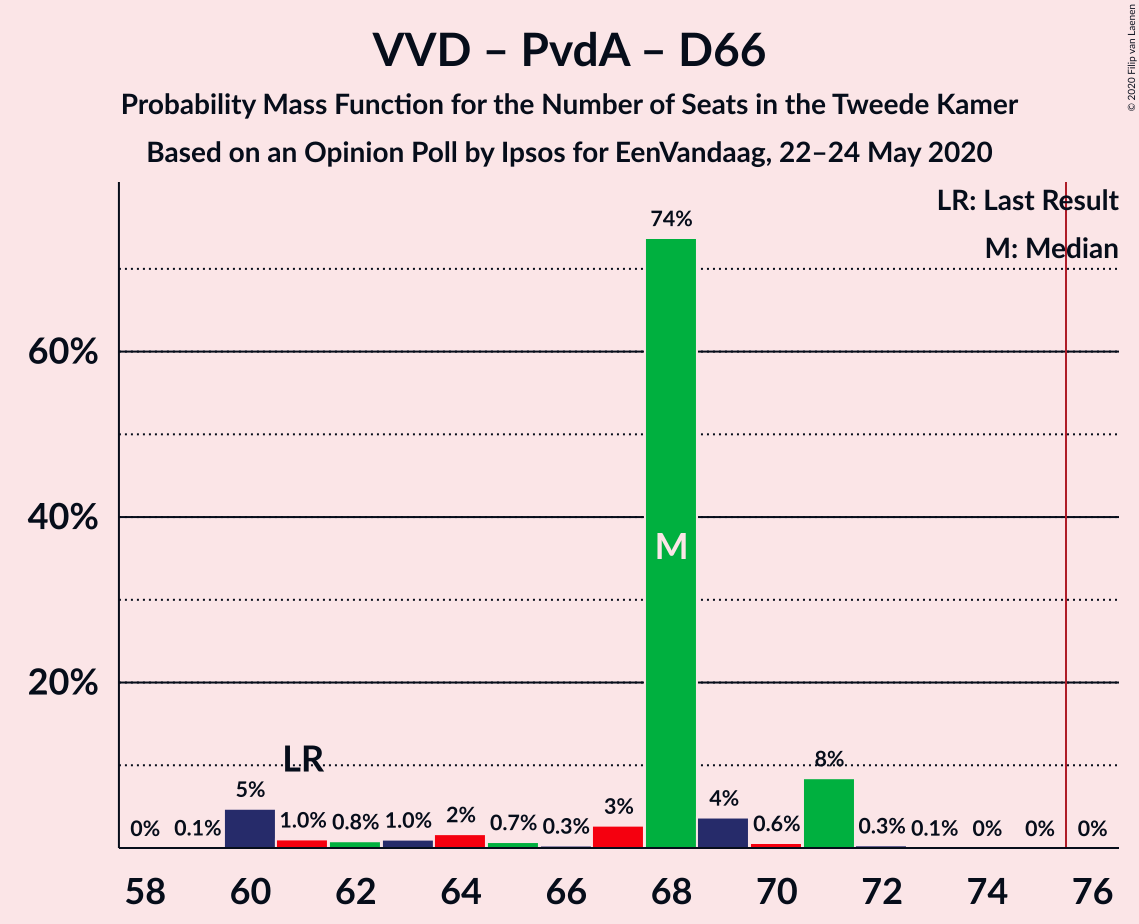 VVD – PvdA – D66
Probability Mass Function for the Number of Seats in the Tweede Kamer
Based on an Opinion Poll by Ipsos for EenVandaag, 22–24 May 2020
© 2020 Filip van Laenen
LR: Last Result
M: Median
60%
40%
20%
0%
0.1%
5%
LR
1.0%
0.8%
1.0%
2%
0.7%
0.3%
3%
74%
M
4%
0.6%
8%
0.3%
0.1%
0%
0%
0%
58 60 62 64 66 68 70 72 74 76